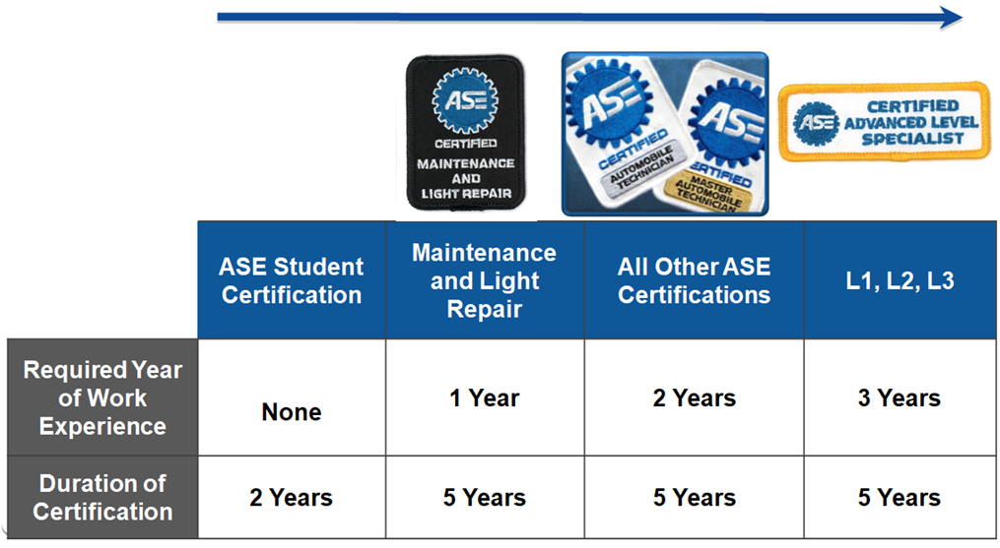 ASE
CERTIFIED
MAINTENANCE
AND
LIGHT REPAIR
ASE
CERTIFIED
AUTOMOBILE
TECHNICIAN
ASE
CERTIFIED
MASTER
AUTOMOBILE
TECHNICIAN
ASE
CERTIFIED
ADVANCED LEVEL
SPECIALIST
ASE Student
Certification
Maintenance
and Light
Repair
All Other ASE
Certifications
L1, L2, L3
Required Year
of Work
Experience
None
1 Year
2 Years
3 Years
Duration of
Certification
2 Years
5 Years
5 Years
5 Years